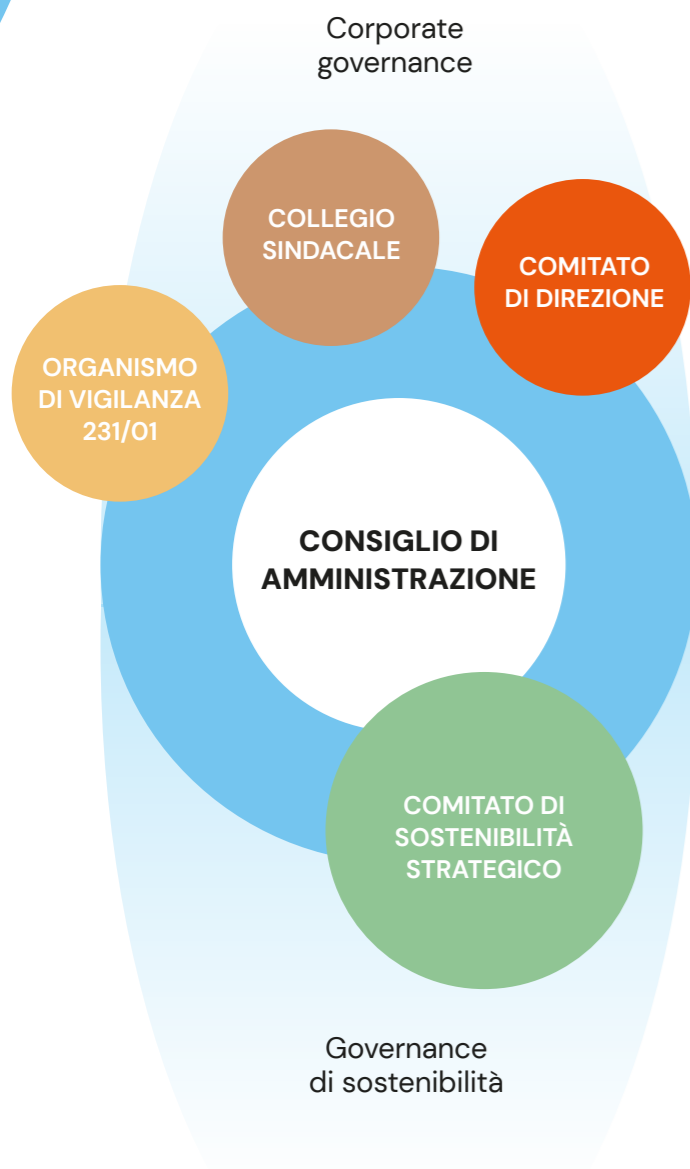 Corporate
governance
COLLEGIO
SINDACALE
COMITATO
DI DIREZIONE
ORGANISMO
DI VIGILANZA
231/01
CONSIGLIO DI
AMMINISTRAZIONE
COMITATO DI
SOSTENIBILITÀ
STRATEGICO
Governance
di sostenibilità